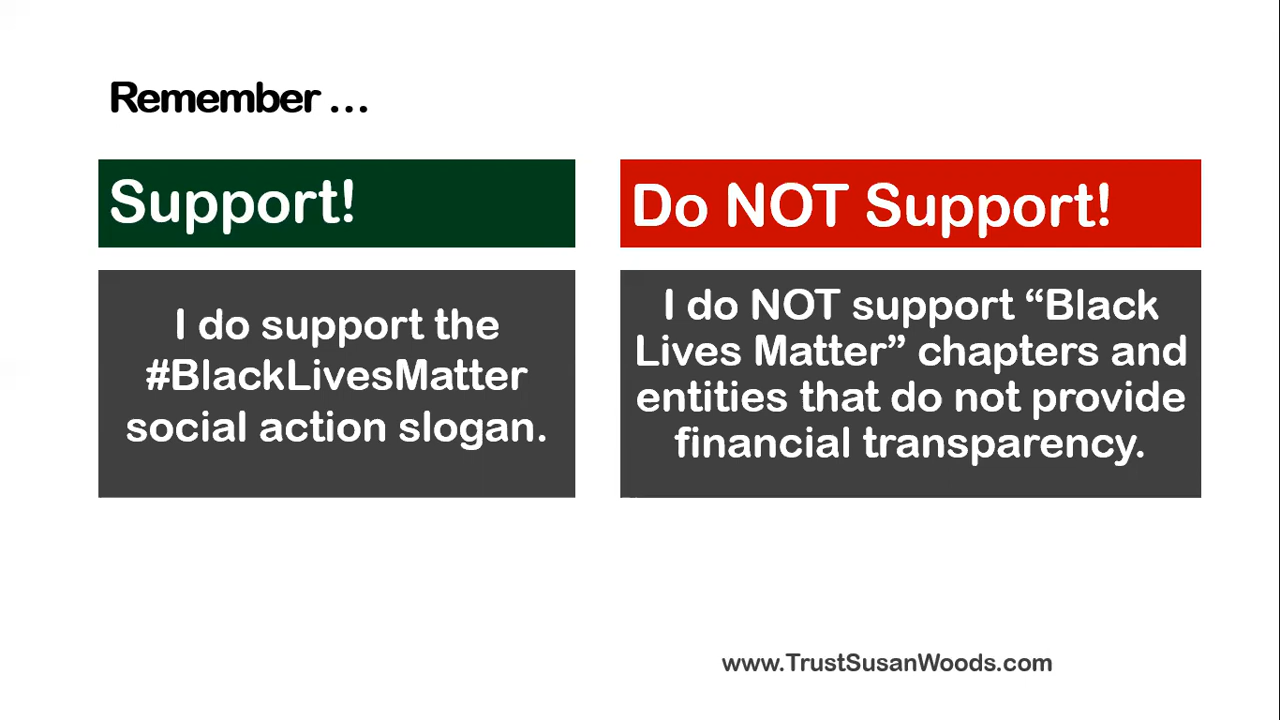 Remember ...
Support!
I do support the
#BlackLivesMatter
social action slogan.
Do NOT Support!
I do NOT support “Black
Lives Matter” chapters and
entities that do not provide
financial transparency.
www.TrustSusanWoods.com